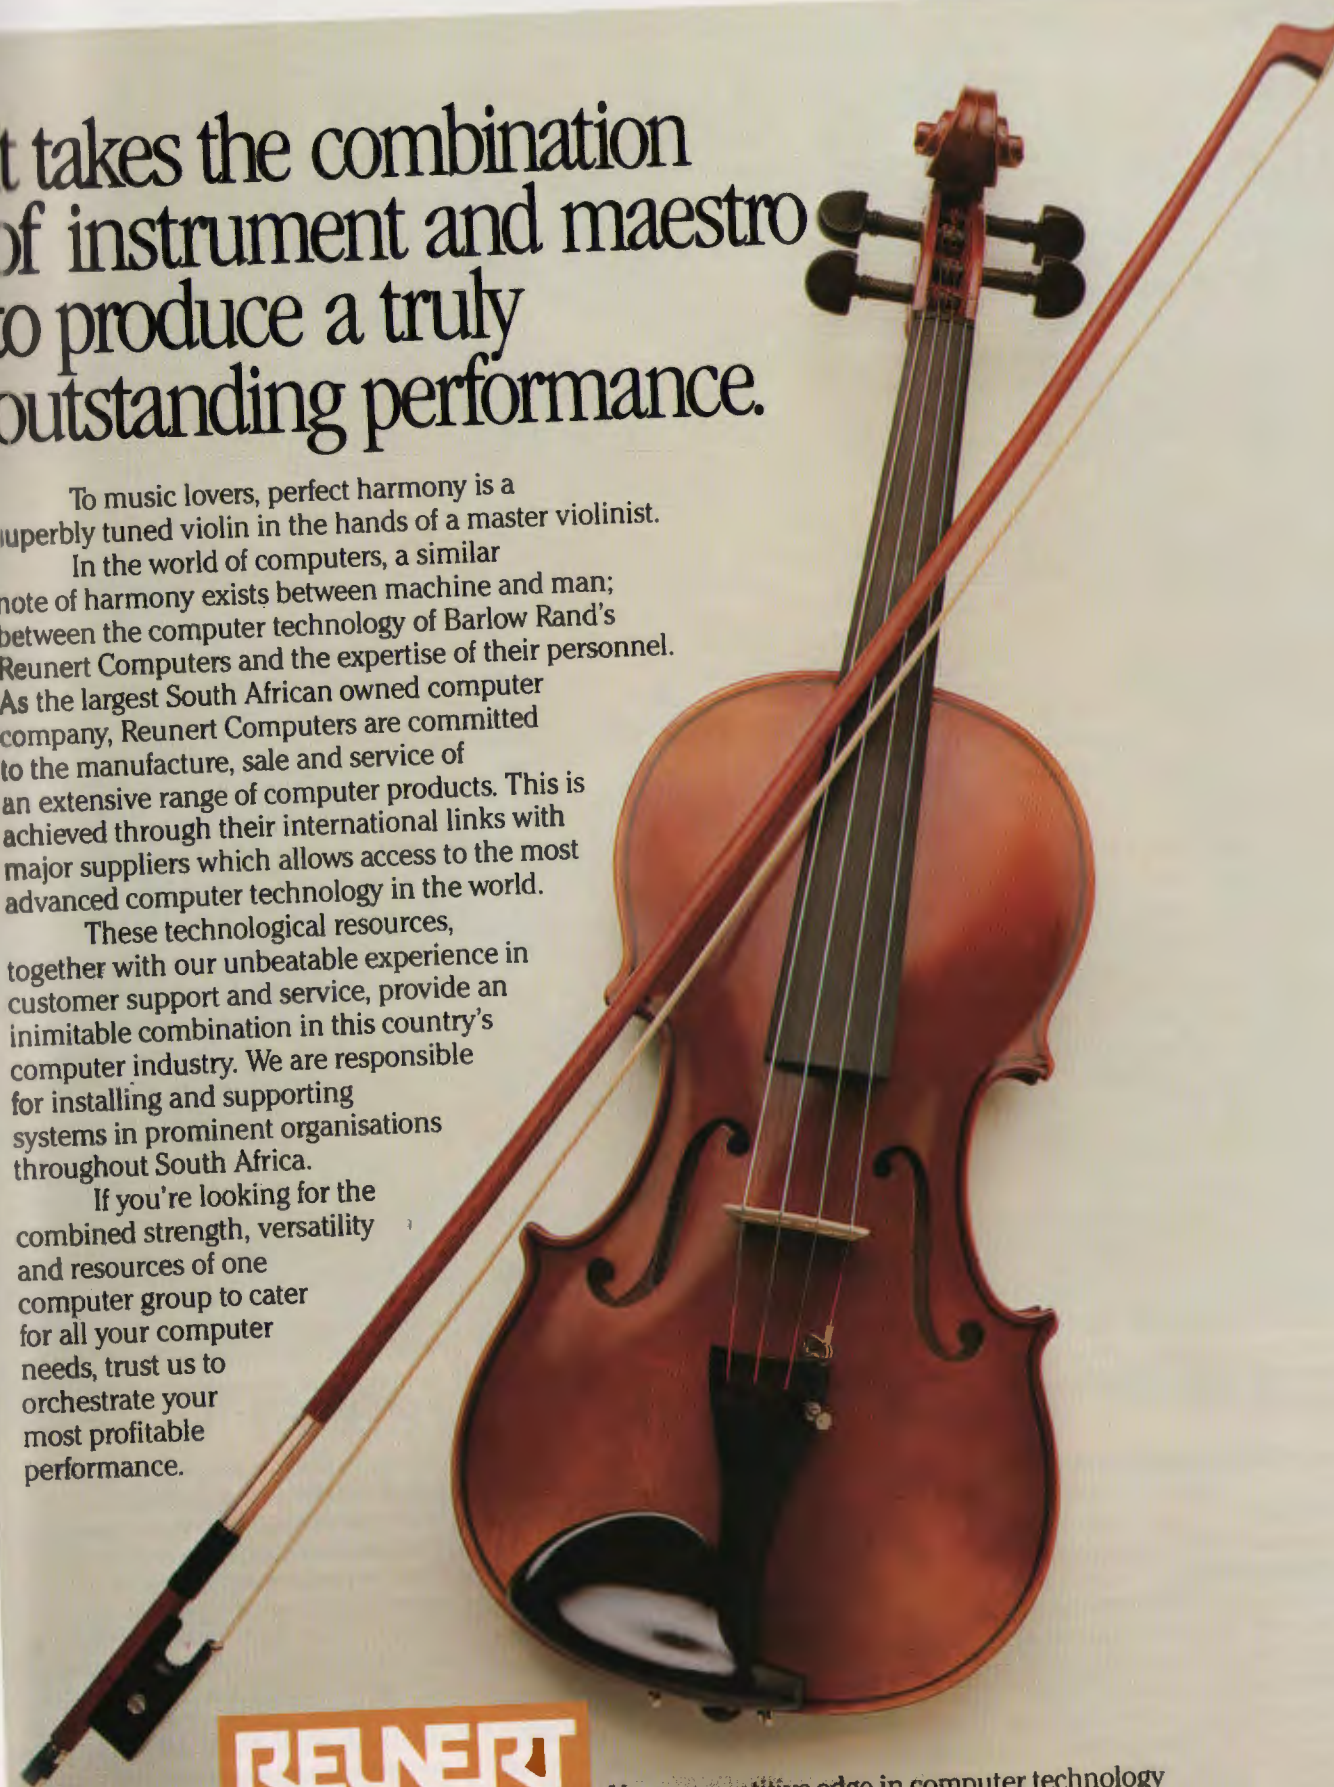 t takes the combination
of instrument and maestro
to produce a truly
outstanding performance.
To music lovers, perfect harmony is a
superbly tuned violin in the hands of a master violinist.
In the world of computers, a similar
note of harmony exists between machine and man;
between the computer technology of Barlow Rand's
Reunert Computers and the expertise of their personnel.
As the largest South African owned computer
company, Reunert Computers are committed
to the manufacture, sale and service of
an extensive range of computer products. This is
achieved through their international links with
major suppliers which allows access to the most
advanced computer technology in the world.
These technological resources,
together with our unbeatable experience in
customer support and service, provide an
inimitable combination in this country's
computer industry. We are responsible
for installing and supporting
systems in prominent organisations
throughout South Africa.
If you're looking for the
combined strength, versatility
and resources of one
computer group to cater
for all your computer
needs, trust us to
orchestrate your
most profitable
performance.
REUNERT
edge in computer technology